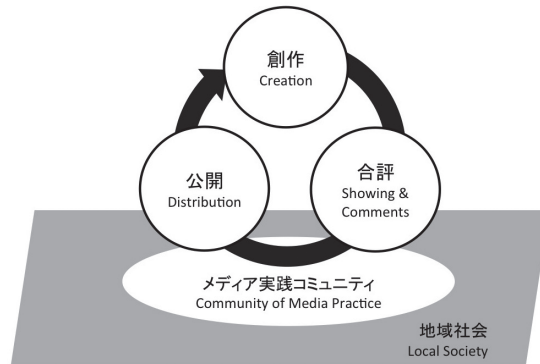 創作
Creation
公開
Distribution
合評
Showing &
Comments
メディア実践コミュニティ
Community of Media Practice
地域社会
Local Society